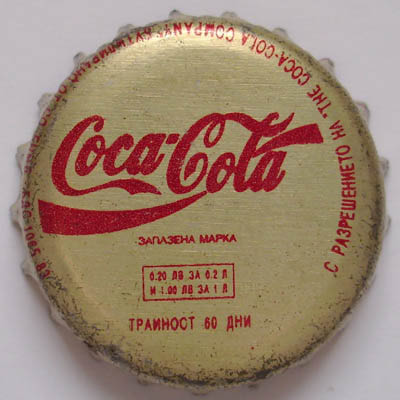 Coca-Cola
ЗАПАЗЕНА МАРКА
0.20 ЛВ ЗА 0.2 Л
И 1.00 ЛВ ЗА 1 Л
ТРАЙНОСТ 60 ДНИ
С РАЗРЕШЕНИЕТО НА "THE COCA-COLA COMPANY"